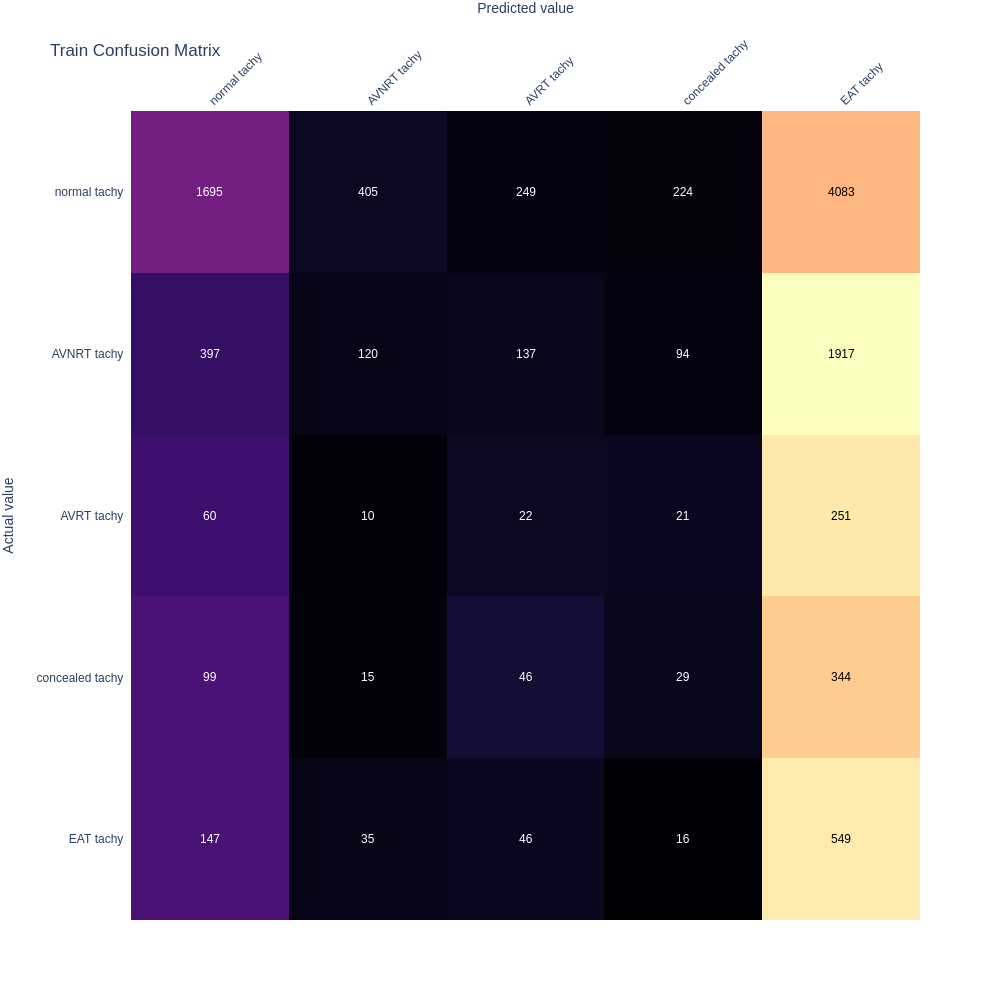 Predicted value
Train Confusion Matrix
normal tachy AVNRT tachy AVRT tachy concealed tachy EAT tachy
normal tachy 1695 405 249 224 4083
AVNRT tachy 397 120 137 94 1917
AVRT tachy 60 10 22 21 251
Actual value
concealed tachy 99 15 46 29 344
EAT tachy 147 35 46 16 549